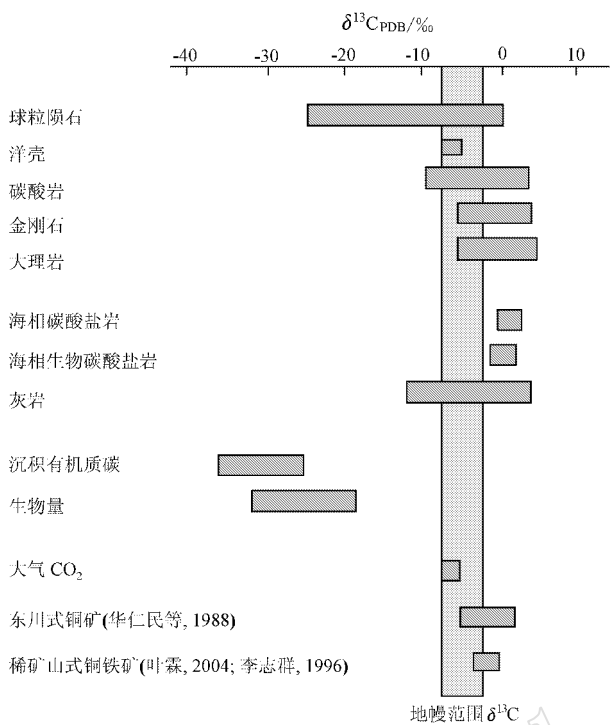 δ¹³C_PDB/‰
-40 -30 -20 -10 0 10
球粒陨石
洋壳
碳酸岩
金刚石
大理岩
海相碳酸盐岩
海相生物碳酸盐岩
灰岩
沉积有机质碳
生物量
大气 CO₂
东川式铜矿(华仁民等, 1988)
稀矿山式铜铁矿(叶霖, 2004; 李志群, 1996)
地幔范围 δ¹³C